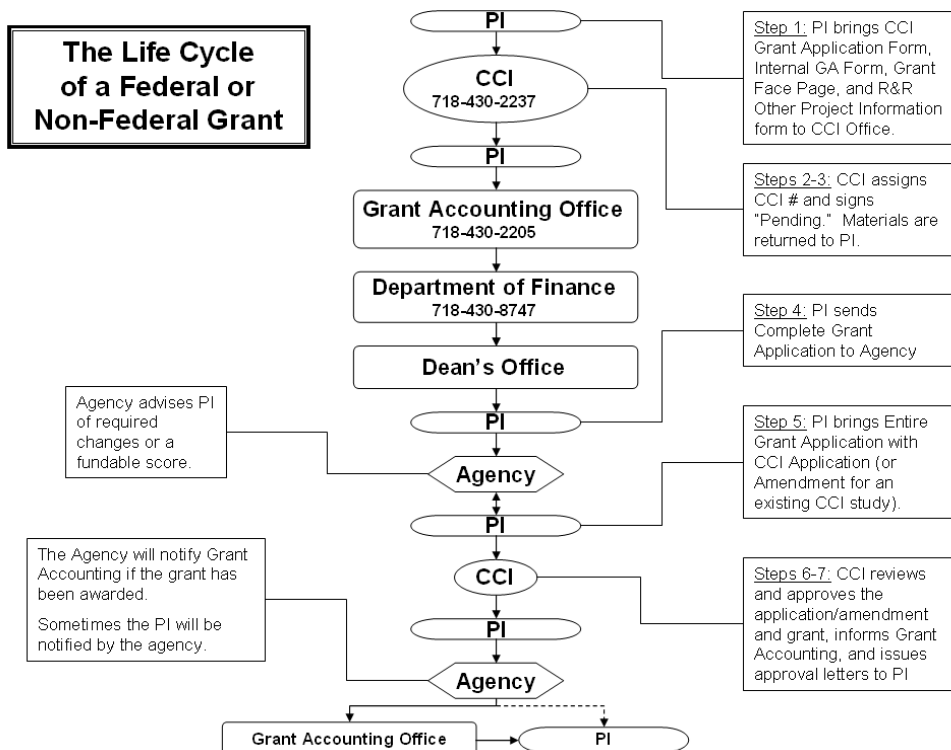 The Life Cycle
of a Federal or
Non-Federal Grant
PI
CCI
718-430-2237
PI
Grant Accounting Office
718-430-2205
Department of Finance
718-430-8747
Dean's Office
PI
Agency
PI
CCI
PI
Agency
Grant Accounting Office
PI
Step 1: PI brings CCI
Grant Application Form,
Internal GA Form, Grant
Face Page, and R&R
Other Project Information
form to CCI Office.
Steps 2-3: CCI assigns
CCI # and signs
"Pending." Materials are
returned to PI.
Step 4: PI sends
Complete Grant
Application to Agency
Agency advises PI
of required
changes or a
fundable score.
Step 5: PI brings Entire
Grant Application with
CCI Application (or
Amendment for an
existing CCI study).
The Agency will notify Grant
Accounting if the grant has
been awarded.
Sometimes the PI will be
notified by the agency.
Steps 6-7: CCI reviews
and approves the
application/amendment
and grant, informs Grant
Accounting, and issues
approval letters to PI